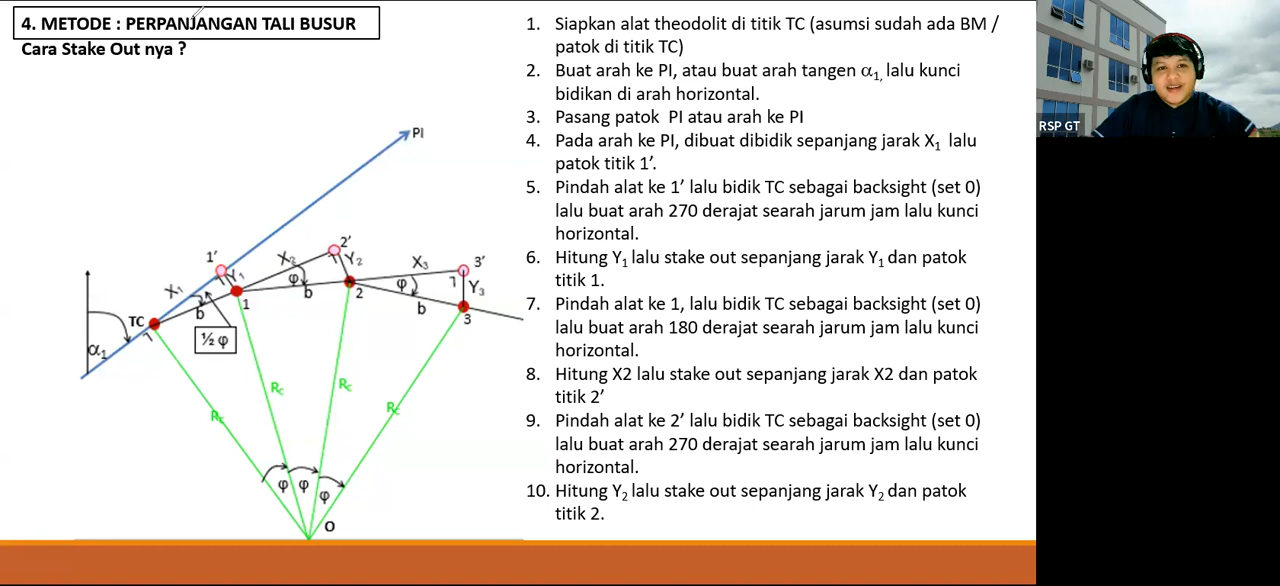 4. METODE : PERPANJANGAN TALI BUSUR
Cara Stake Out nya ?
1. Siapkan alat theodolit di titik TC (asumsi sudah ada BM /
patok di titik TC)
2. Buat arah ke PI, atau buat arah tangen α₁, lalu kunci
bidikan di arah horizontal.
3. Pasang patok PI atau arah ke PI
4. Pada arah ke PI, dibuat dibidik sepanjang jarak X₁ lalu
patok titik 1’.
5. Pindah alat ke 1’ lalu bidik TC sebagai backsight (set 0)
lalu buat arah 270 derajat searah jarum jam lalu kunci
horizontal.
6. Hitung Y₁ lalu stake out sepanjang jarak Y₁ dan patok
titik 1.
7. Pindah alat ke 1, lalu bidik TC sebagai backsight (set 0)
lalu buat arah 180 derajat searah jarum jam lalu kunci
horizontal.
8. Hitung X2 lalu stake out sepanjang jarak X2 dan patok
titik 2’
9. Pindah alat ke 2’ lalu bidik TC sebagai backsight (set 0)
lalu buat arah 270 derajat searah jarum jam lalu kunci
horizontal.
10. Hitung Y₂ lalu stake out sepanjang jarak Y₂ dan patok
titik 2.
RSP GT
PI
1’
2’
3’
X₁
Y₁
X₂
Y₂
X₃
Y₃
φ
φ
b
b
b
TC
1
2
3
½ φ
α₁
Rc
Rc
Rc
Rc
φ
φ
φ
O